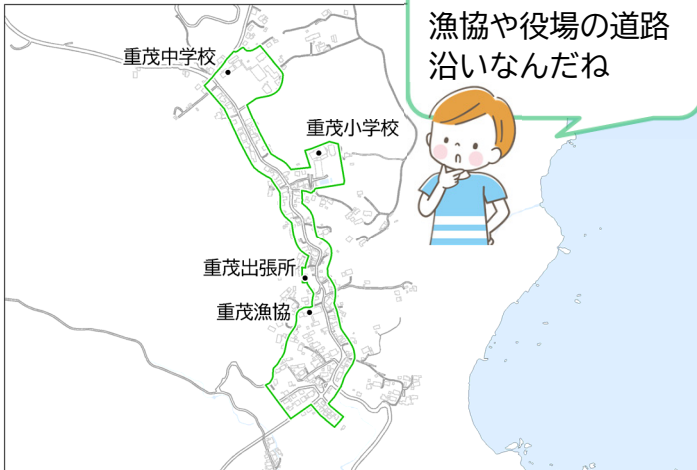 漁協や役場の道路
沿いなんだね
重茂中学校
重茂小学校
重茂出張所
重茂漁協